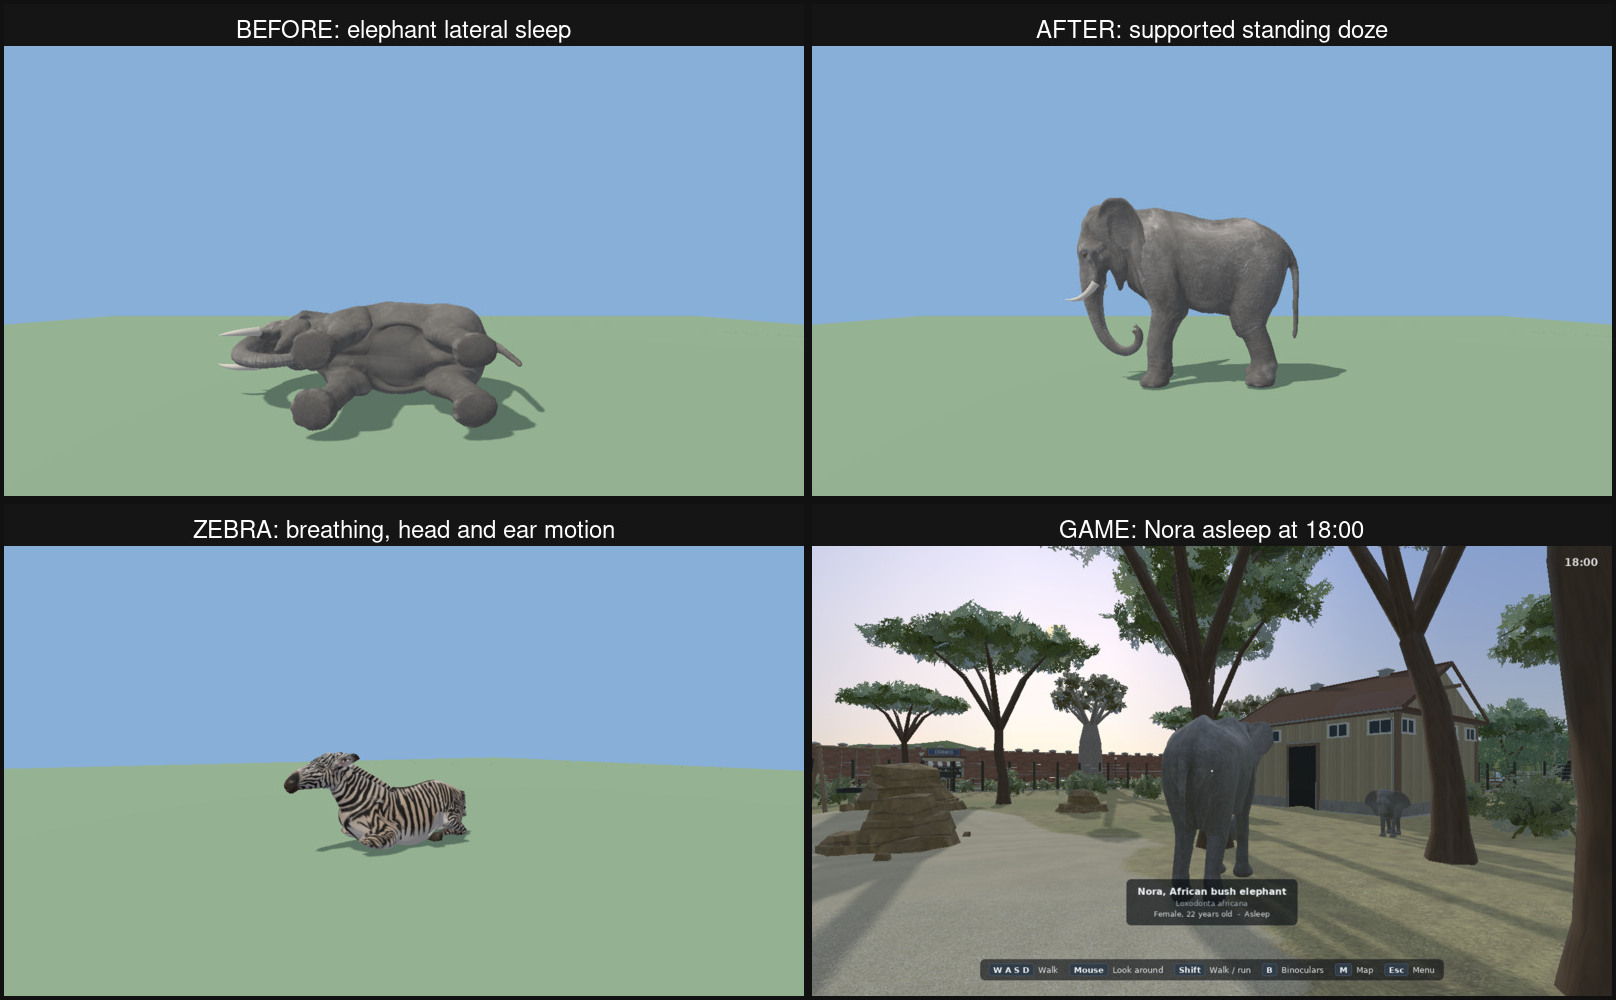 BEFORE: elephant lateral sleep
AFTER: supported standing doze
ZEBRA: breathing, head and ear motion
GAME: Nora asleep at 18:00
18:00
Nora, African bush elephant
Loxodonta africana
Female, 22 years old - Asleep
W A S D Walk Mouse Look around Shift Walk / run B Binoculars M Map Esc Menu